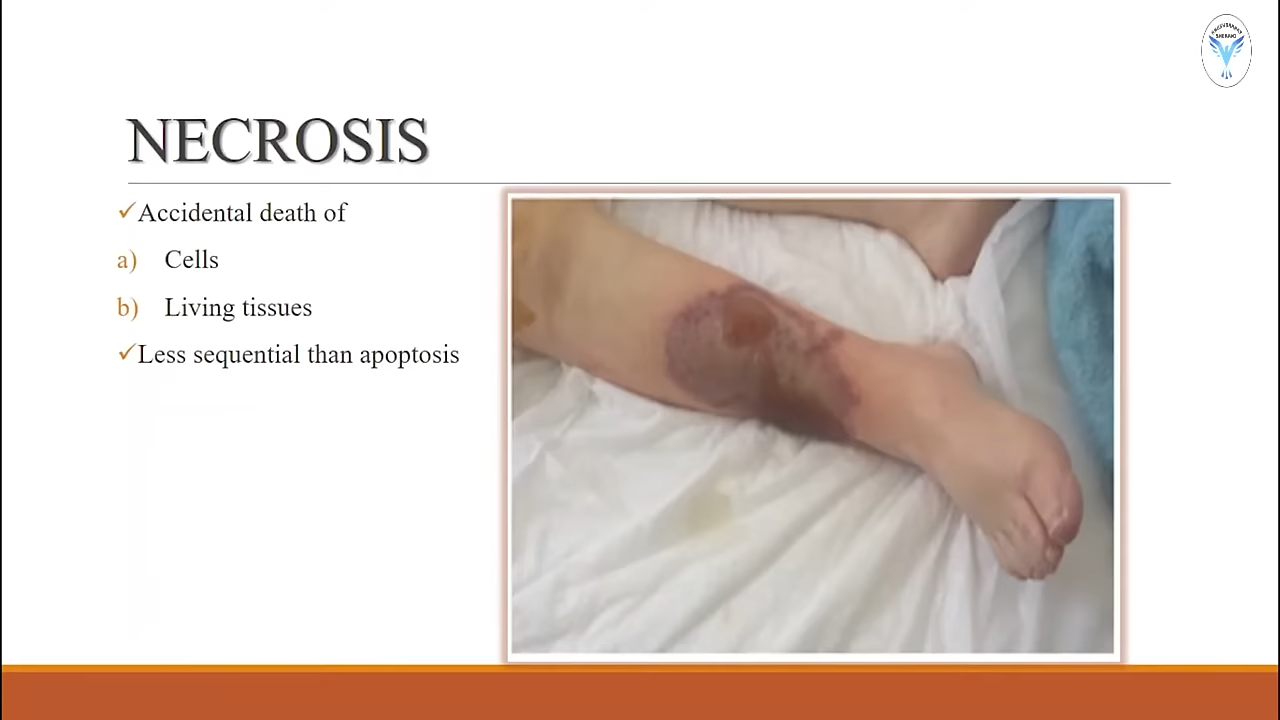 NECROSIS
✓Accidental death of
a) Cells
b) Living tissues
✓Less sequential than apoptosis